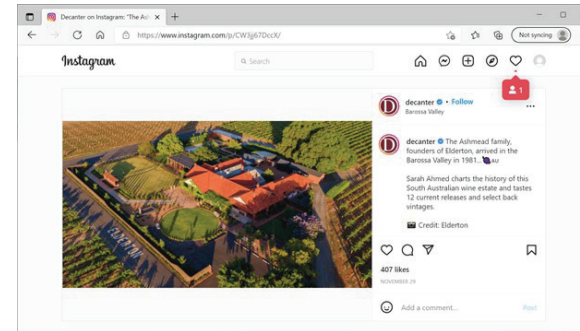 Decanter on Instagram: "The Ash
https://www.instagram.com/p/CW3jj67DccX/
Not syncing
Instagram
Search
1
decanter • Follow
Barossa Valley
decanter The Ashmead family,
founders of Elderton, arrived in the
Barossa Valley in 1981...🍇au
Sarah Ahmed charts the history of this
South Australian wine estate and tastes
12 current releases and select back
vintages.
📷 Credit: Elderton
ELDERTON
407 likes
NOVEMBER 29
Add a comment...
Post